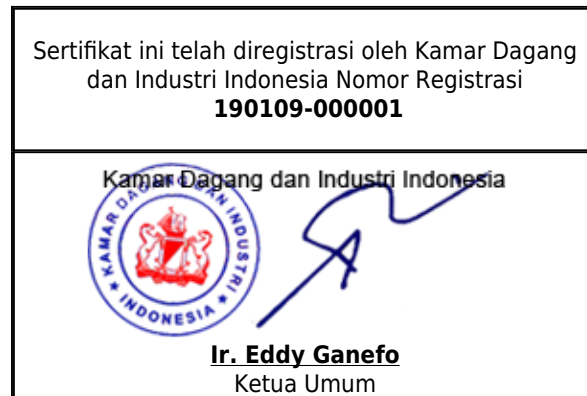 Sertifikat ini telah diregistrasi oleh Kamar Dagang
dan Industri Indonesia Nomor Registrasi
190109-000001
Kamar Dagang dan Industri Indonesia
KAMAR DAGANG DAN INDUSTRI
* INDONESIA *
Ir. Eddy Ganefo
Ketua Umum